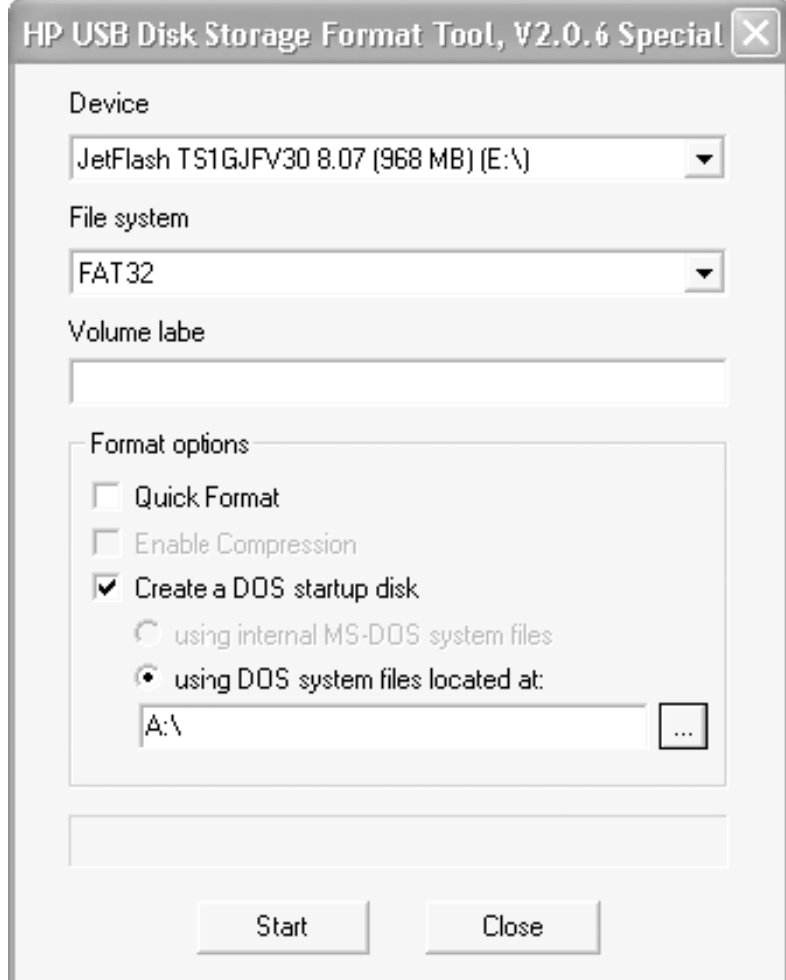 HP USB Disk Storage Format Tool, V2.0.6 Special
Device
JetFlash TS1GJFV30 8.07 (968 MB) (E:\)
File system
FAT32
Volume labe
Format options
Quick Format
Enable Compression
Create a DOS startup disk
using internal MS-DOS system files
using DOS system files located at:
A:\
...
Start
Close